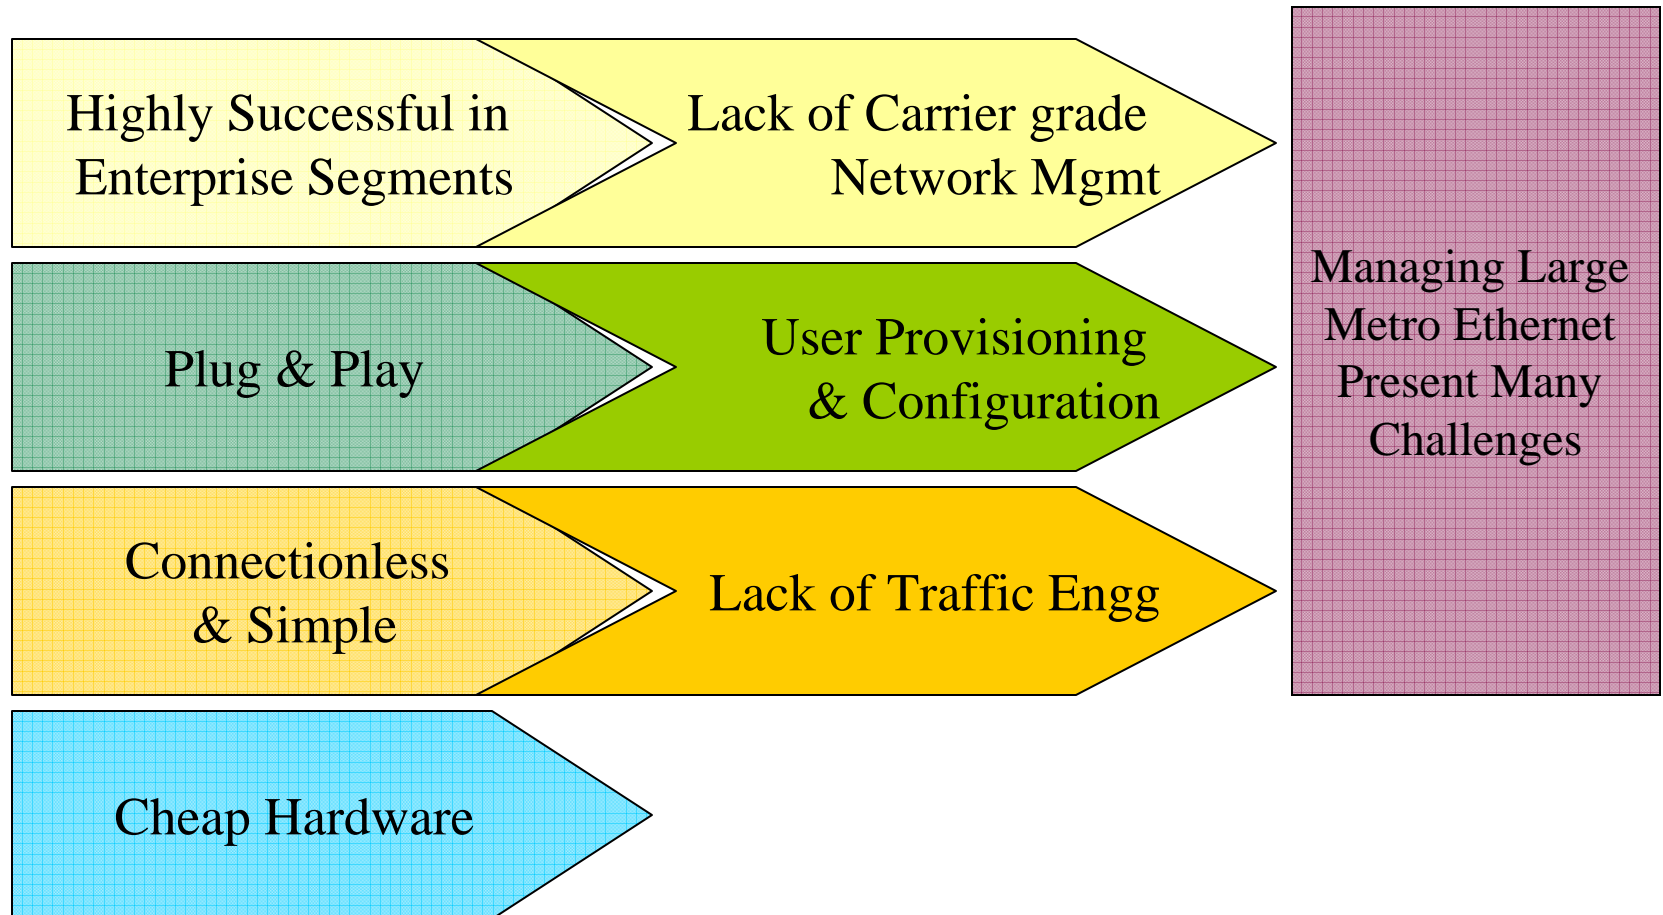 Highly Successful in
Enterprise Segments
Lack of Carrier grade
Network Mgmt
Plug & Play
User Provisioning
& Configuration
Connectionless
& Simple
Lack of Traffic Engg
Cheap Hardware
Managing Large
Metro Ethernet
Present Many
Challenges